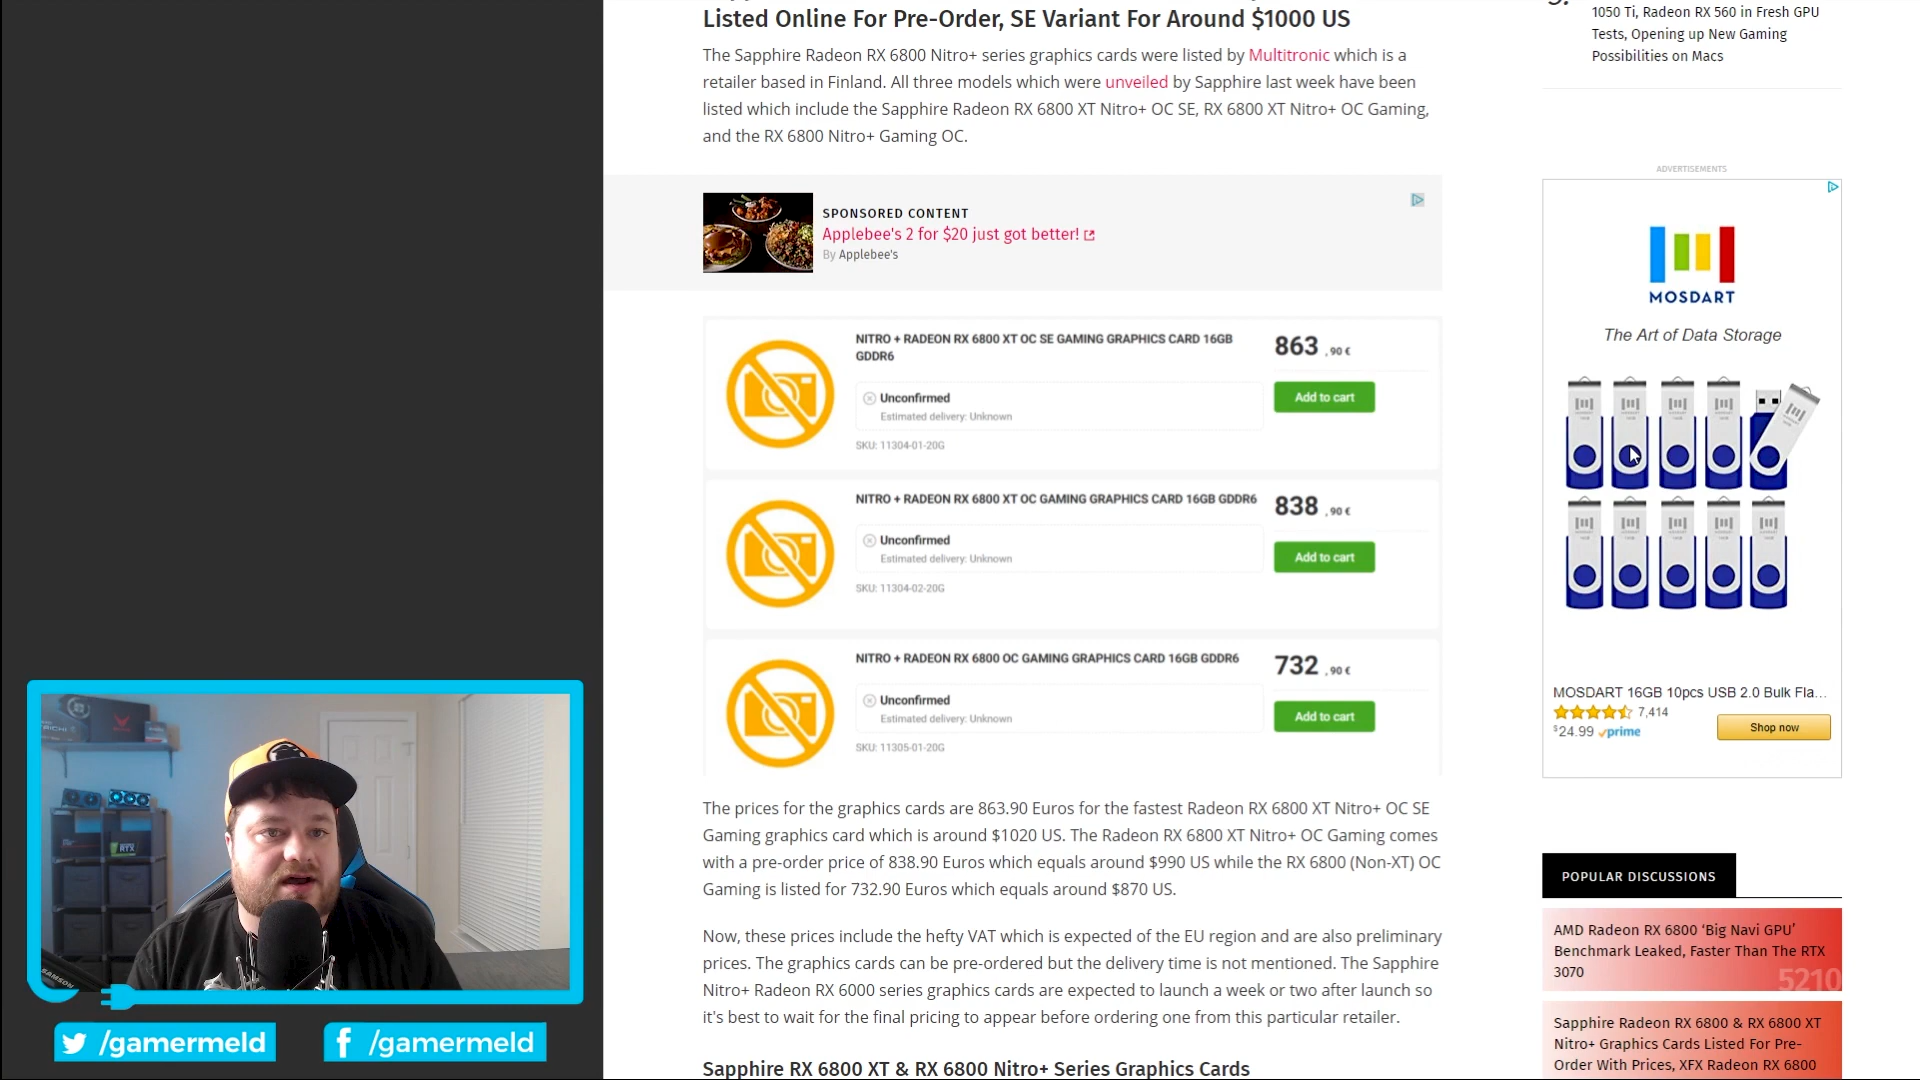 Listed Online For Pre-Order, SE Variant For Around $1000 US
The Sapphire Radeon RX 6800 Nitro+ series graphics cards were listed by Multitronic which is a
retailer based in Finland. All three models which were unveiled by Sapphire last week have been
listed which include the Sapphire Radeon RX 6800 XT Nitro+ OC SE, RX 6800 XT Nitro+ OC Gaming,
and the RX 6800 Nitro+ Gaming OC.
SPONSORED CONTENT
Applebee's 2 for $20 just got better!
By Applebee's
NITRO + RADEON RX 6800 XT OC SE GAMING GRAPHICS CARD 16GB
GDDR6
863 ,90 €
Unconfirmed
Estimated delivery: Unknown
Add to cart
SKU: 11304-01-20G
NITRO + RADEON RX 6800 XT OC GAMING GRAPHICS CARD 16GB GDDR6
838 ,90 €
Unconfirmed
Estimated delivery: Unknown
Add to cart
SKU: 11304-02-20G
NITRO + RADEON RX 6800 OC GAMING GRAPHICS CARD 16GB GDDR6
732 ,90 €
Unconfirmed
Estimated delivery: Unknown
Add to cart
SKU: 11305-01-20G
The prices for the graphics cards are 863.90 Euros for the fastest Radeon RX 6800 XT Nitro+ OC SE
Gaming graphics card which is around $1020 US. The Radeon RX 6800 XT Nitro+ OC Gaming comes
with a pre-order price of 838.90 Euros which equals around $990 US while the RX 6800 (Non-XT) OC
Gaming is listed for 732.90 Euros which equals around $870 US.
Now, these prices include the hefty VAT which is expected of the EU region and are also preliminary
prices. The graphics cards can be pre-ordered but the delivery time is not mentioned. The Sapphire
Nitro+ Radeon RX 6000 series graphics cards are expected to launch a week or two after launch so
it's best to wait for the final pricing to appear before ordering one from this particular retailer.
Sapphire RX 6800 XT & RX 6800 Nitro+ Series Graphics Cards
1050 Ti, Radeon RX 560 in Fresh GPU
Tests, Opening up New Gaming
Possibilities on Macs
ADVERTISEMENTS
MOSDART
The Art of Data Storage
MOSDART 16GB 10pcs USB 2.0 Bulk Fla...
7,414
$24.99 prime
Shop now
POPULAR DISCUSSIONS
AMD Radeon RX 6800 ‘Big Navi GPU’
Benchmark Leaked, Faster Than The RTX
3070
5210
Sapphire Radeon RX 6800 & RX 6800 XT
Nitro+ Graphics Cards Listed For Pre-
Order With Prices, XFX Radeon RX 6800
RTX
SAMSON
/gamermeld
/gamermeld